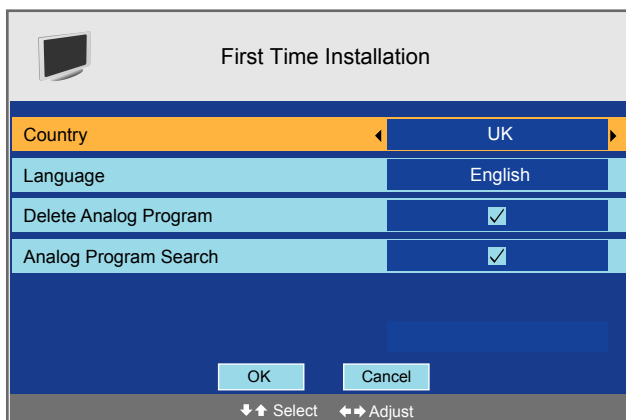 First Time Installation
Country UK
Language English
Delete Analog Program
Analog Program Search
OK Cancel
Select Adjust